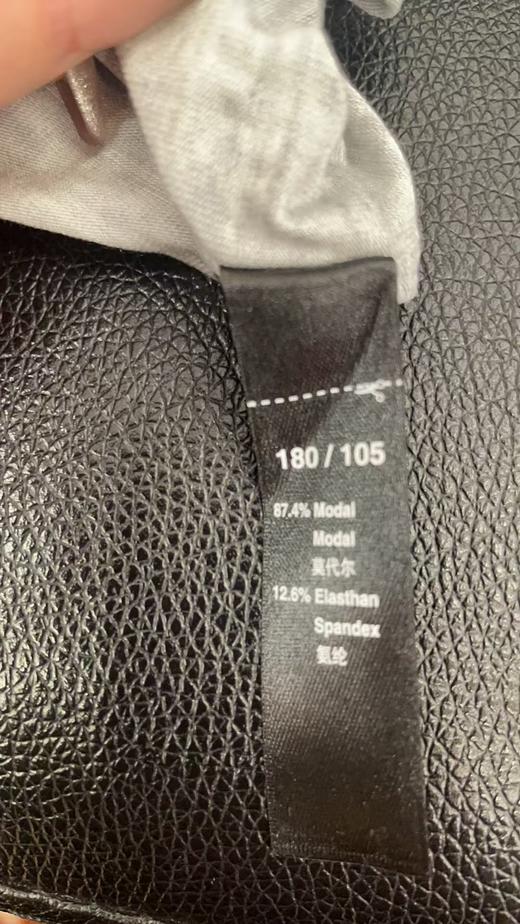 180 / 105
87.4% Modal
Modal
莫代尔
12.6% Elasthan
Spandex
氨纶